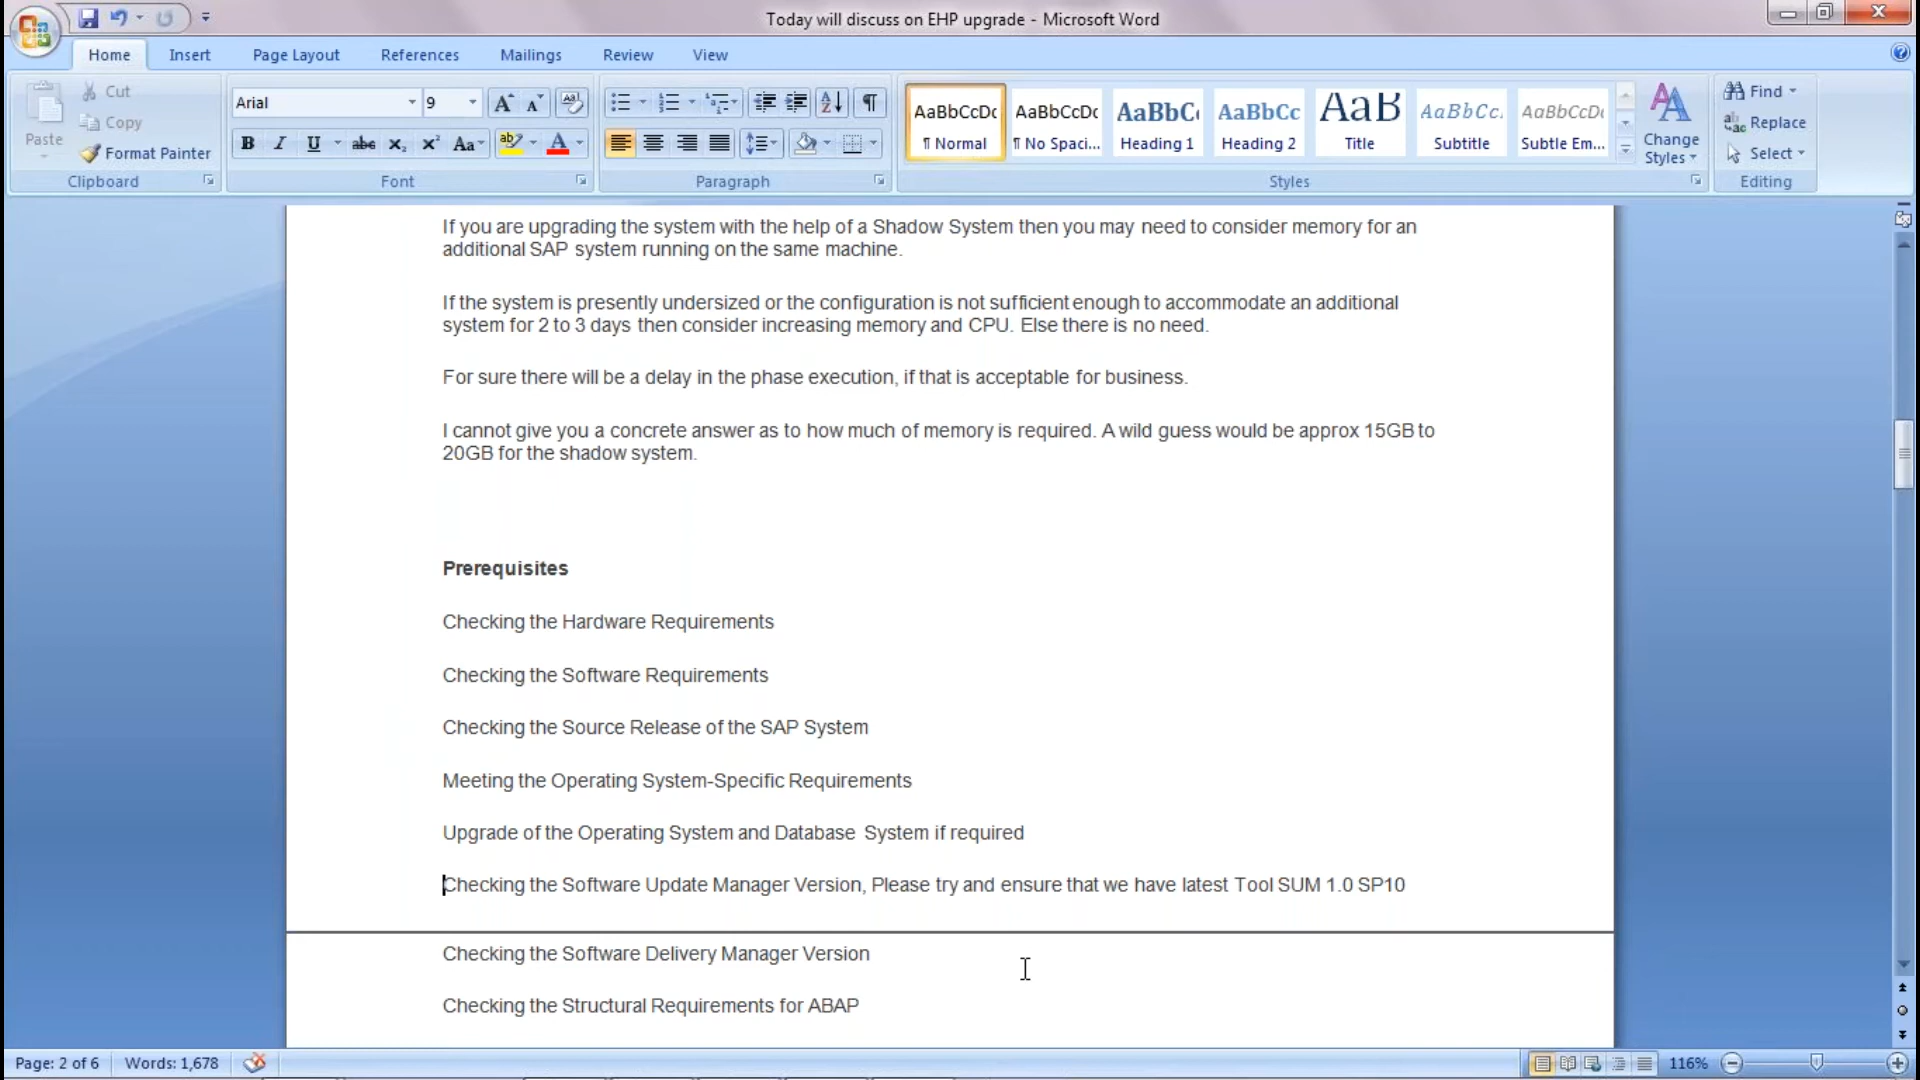 Today will discuss on EHP upgrade - Microsoft Word
Home Insert Page Layout References Mailings Review View
Paste
Cut
Copy
Format Painter
Clipboard
Arial 9
Font
Paragraph
AaBbCcDc AaBbCcDc AaBbC AaBbCc AaB AaBbCc. AaBbCcDc
¶ Normal ¶ No Spaci... Heading 1 Heading 2 Title Subtitle Subtle Em...
Change
Styles
Styles
Find
Replace
Select
Editing
If you are upgrading the system with the help of a Shadow System then you may need to consider memory for an
additional SAP system running on the same machine.
If the system is presently undersized or the configuration is not sufficient enough to accommodate an additional
system for 2 to 3 days then consider increasing memory and CPU. Else there is no need.
For sure there will be a delay in the phase execution, if that is acceptable for business.
I cannot give you a concrete answer as to how much of memory is required. A wild guess would be approx 15GB to
20GB for the shadow system.
Prerequisites
Checking the Hardware Requirements
Checking the Software Requirements
Checking the Source Release of the SAP System
Meeting the Operating System-Specific Requirements
Upgrade of the Operating System and Database System if required
Checking the Software Update Manager Version, Please try and ensure that we have latest Tool SUM 1.0 SP10
Checking the Software Delivery Manager Version
Checking the Structural Requirements for ABAP
Page: 2 of 6 Words: 1,678 116%